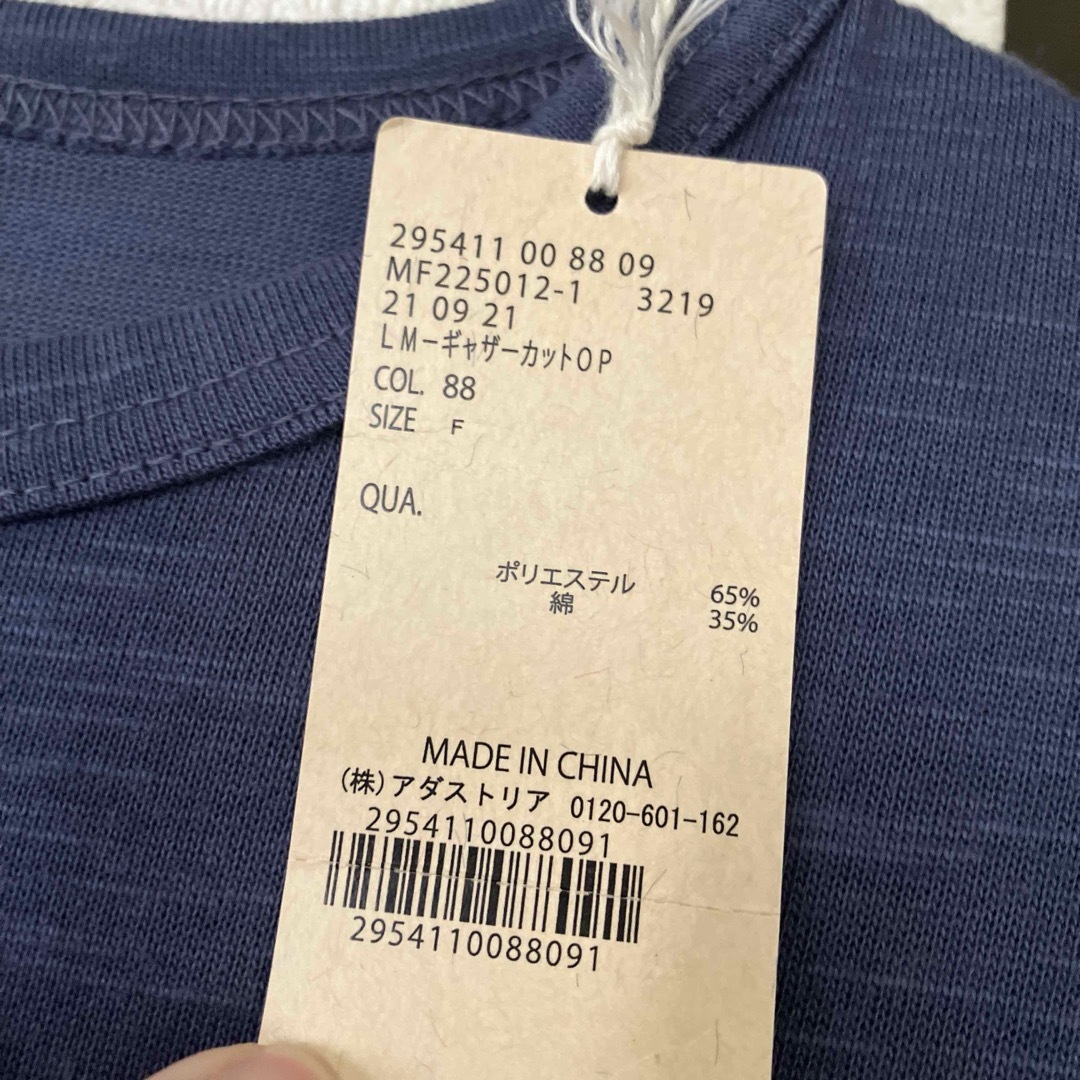 295411 00 88 09
MF225012-1 3219
21 09 21
LMーギャザーカットOP
COL. 88
SIZE F
QUA.
ポリエステル 65%
綿 35%
MADE IN CHINA
(株)アダストリア 0120-601-162
2954110088091
2954110088091